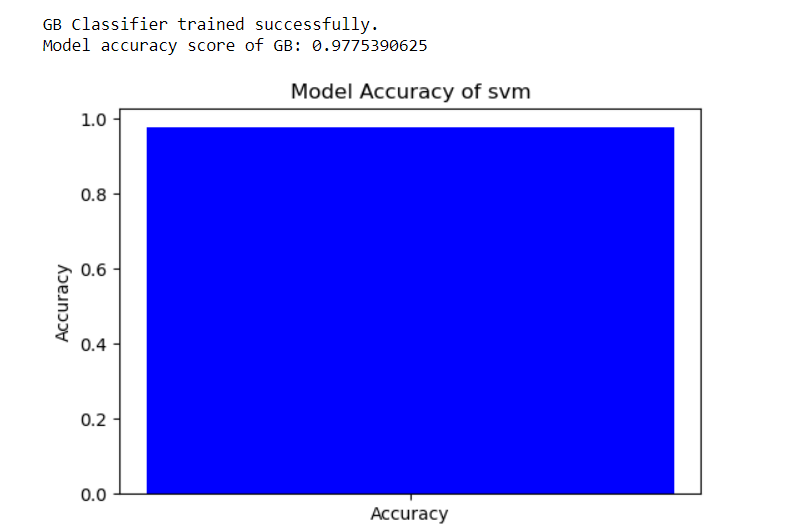 GB Classifier trained successfully.
Model accuracy score of GB: 0.9775390625
Model Accuracy of svm
1.0
0.8
0.6
0.4
0.2
0.0
Accuracy
Accuracy